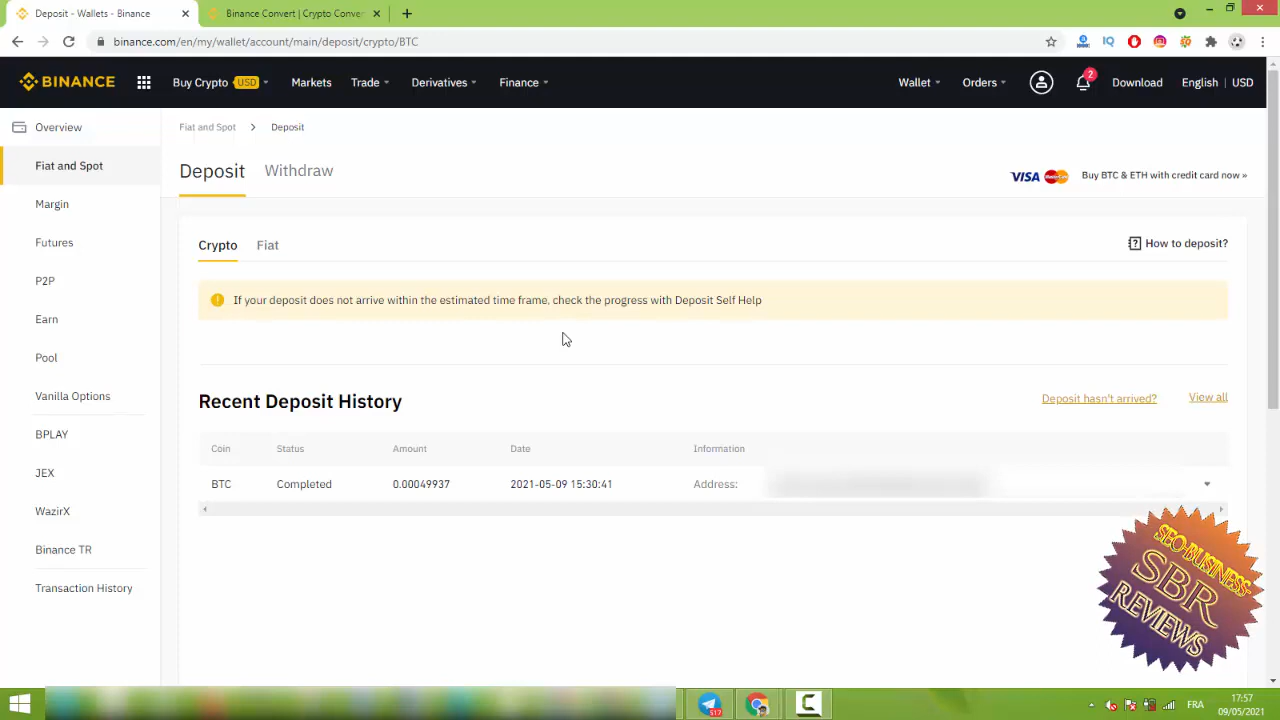 Deposit - Wallets - Binance
Binance Convert | Crypto Conver
binance.com/en/my/wallet/account/main/deposit/crypto/BTC
BINANCE
Buy Crypto USD
Markets
Trade
Derivatives
Finance
Wallet
Orders
2
Download
English | USD
Overview
Fiat and Spot
Margin
Futures
P2P
Earn
Pool
Vanilla Options
BPLAY
JEX
WazirX
Binance TR
Transaction History
Fiat and Spot > Deposit
Deposit
Withdraw
VISA
Buy BTC & ETH with credit card now »
Crypto
Fiat
How to deposit?
If your deposit does not arrive within the estimated time frame, check the progress with Deposit Self Help
Recent Deposit History
Deposit hasn't arrived?
View all
Coin Status Amount Date Information
BTC Completed 0.00049937 2021-05-09 15:30:41 Address:
SEO-BUSINESS-
SBR
REVIEWS
517
FRA
17:57
09/05/2021